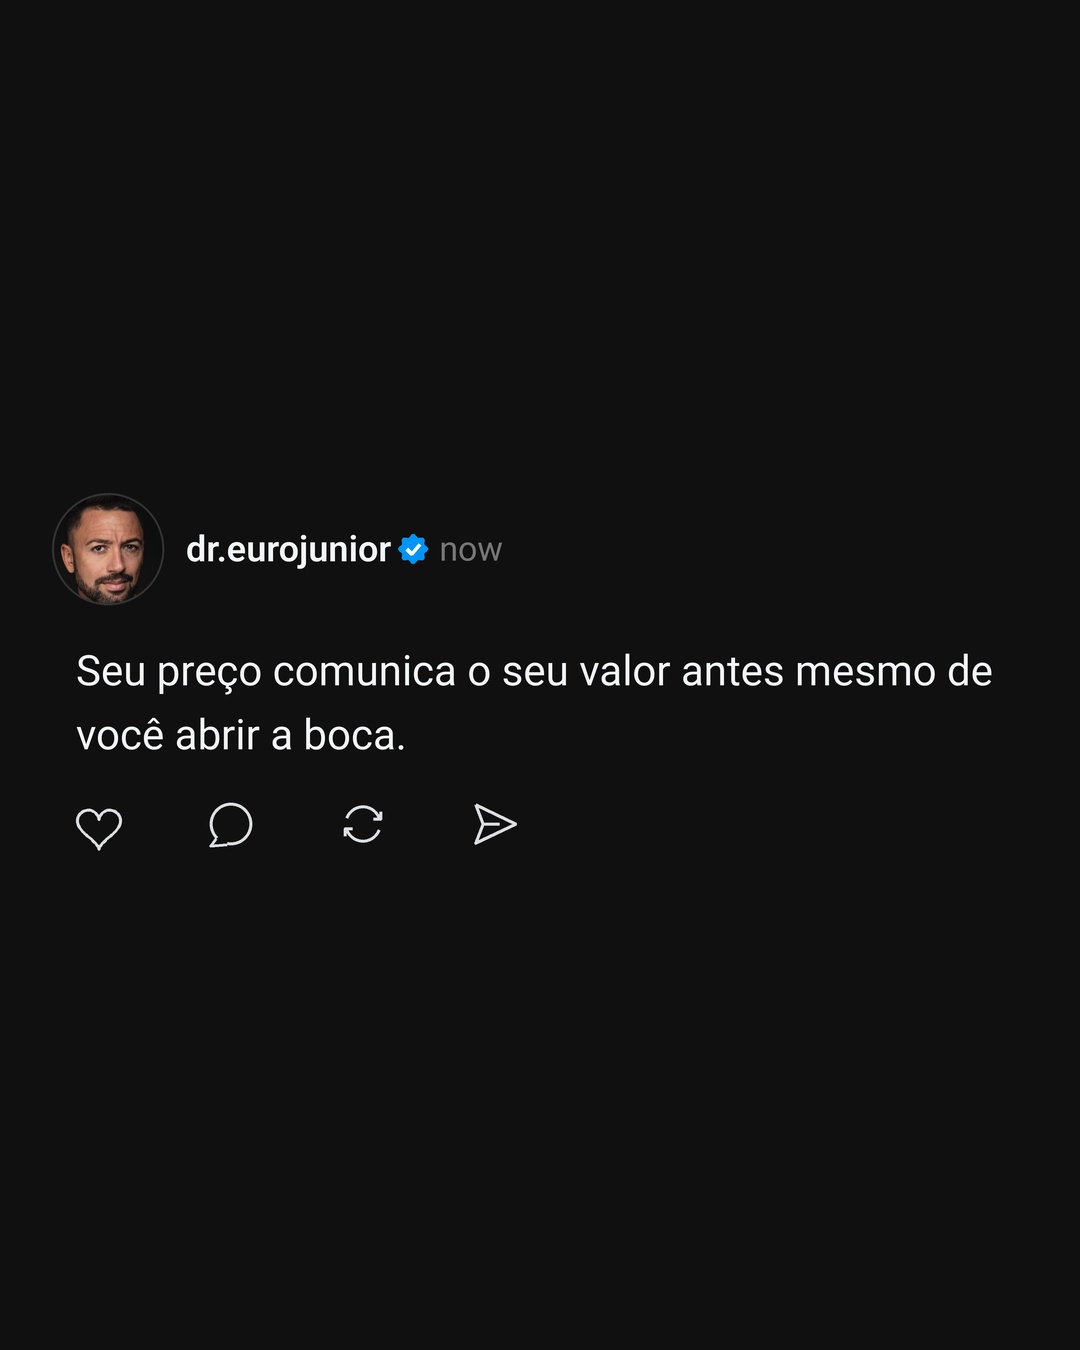 dr.eurojunior now
Seu preço comunica o seu valor antes mesmo de
você abrir a boca.